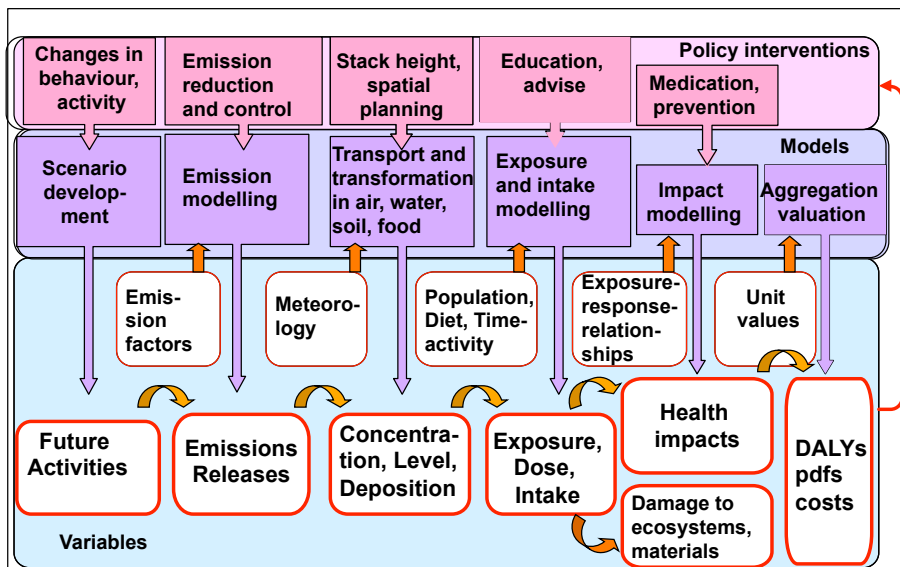 Policy interventions
Changes in
behaviour,
activity
Emission
reduction
and control
Stack height,
spatial
planning
Education,
advise
Medication,
prevention
Models
Scenario
develop-
ment
Emission
modelling
Transport and
transformation
in air, water,
soil, food
Exposure
and intake
modelling
Impact
modelling
Aggregation
valuation
Emis-
sion
factors
Meteoro-
logy
Population,
Diet, Time-
activity
Exposure-
response-
relation-
ships
Unit
values
Future
Activities
Emissions
Releases
Concentra-
tion, Level,
Deposition
Exposure,
Dose,
Intake
Health
impacts
Damage to
ecosystems,
materials
DALYs
pdfs
costs
Variables